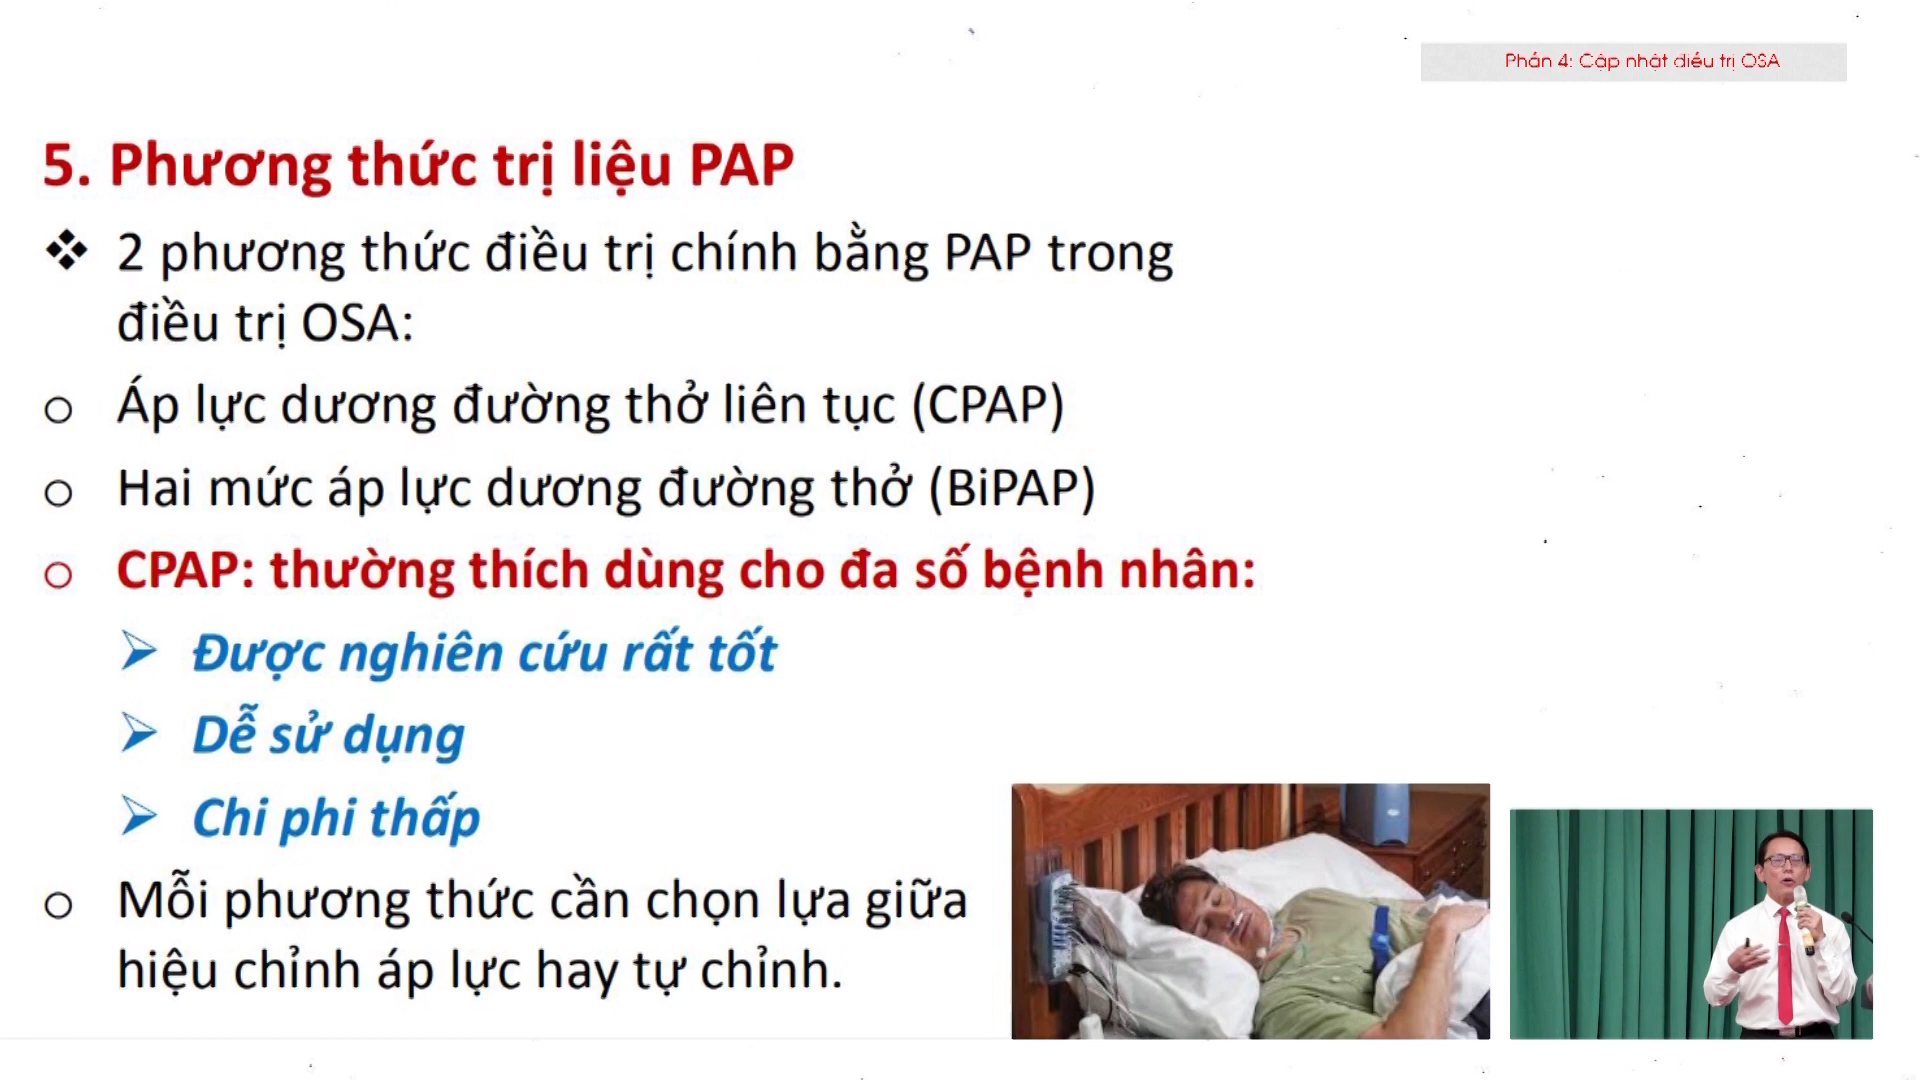 Phần 4: Cập nhật điều trị OSA
5. Phương thức trị liệu PAP
❖ 2 phương thức điều trị chính bằng PAP trong
điều trị OSA:
o Áp lực dương đường thở liên tục (CPAP)
o Hai mức áp lực dương đường thở (BiPAP)
o CPAP: thường thích dùng cho đa số bệnh nhân:
➢ Được nghiên cứu rất tốt
➢ Dễ sử dụng
➢ Chi phi thấp
o Mỗi phương thức cần chọn lựa giữa
hiệu chỉnh áp lực hay tự chỉnh.